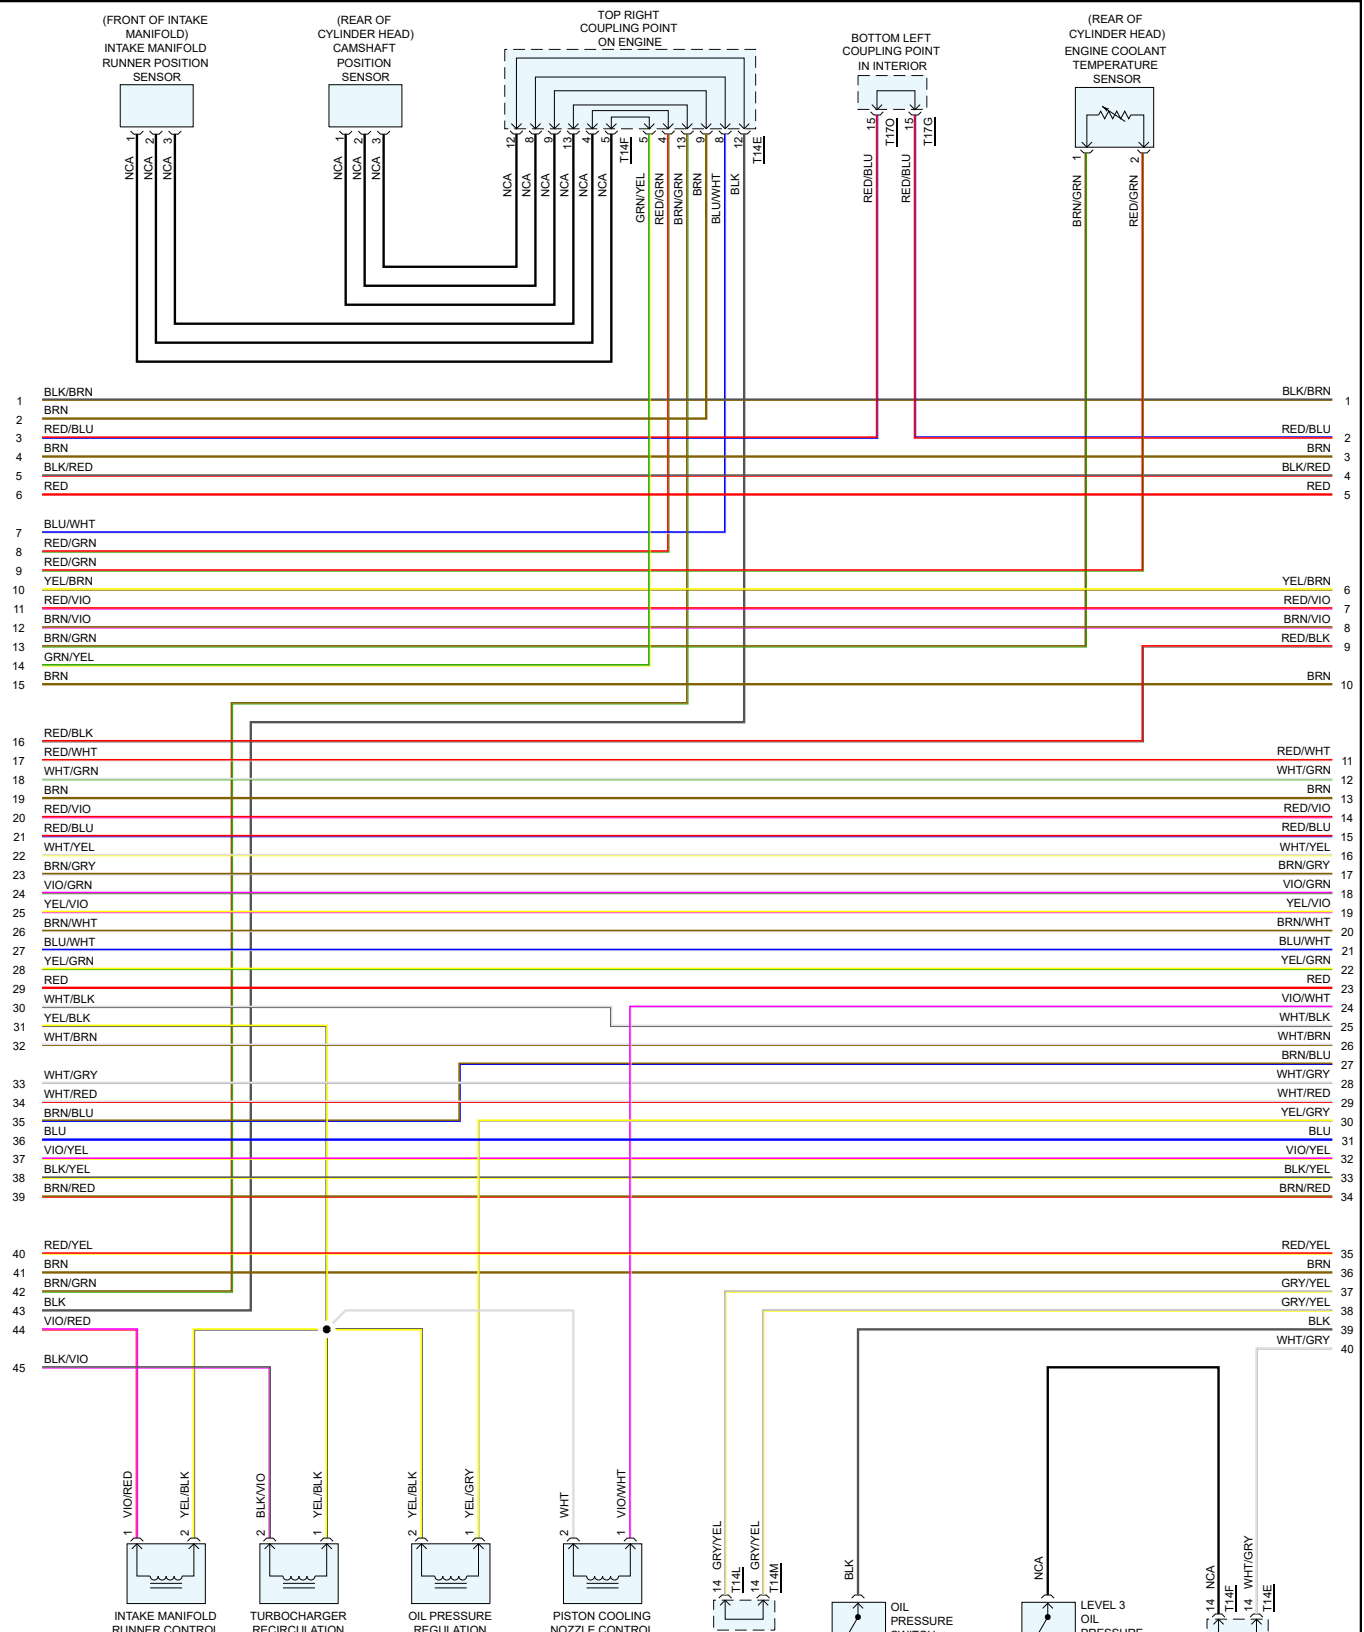 (FRONT OF INTAKE
MANIFOLD)
INTAKE MANIFOLD
RUNNER POSITION
SENSOR
(REAR OF
CYLINDER HEAD)
CAMSHAFT
POSITION
SENSOR
TOP RIGHT
COUPLING POINT
ON ENGINE
BOTTOM LEFT
COUPLING POINT
IN INTERIOR
(REAR OF
CYLINDER HEAD)
ENGINE COOLANT
TEMPERATURE
SENSOR
1 2 3
NCA NCA NCA
1 2 3
NCA NCA NCA
12 8 9 13 4 5 T14F 5 4 13 9 8 12 T14E
NCA NCA NCA NCA NCA NCA GRN/YEL RED/GRN BRN/GRN BRN BLU/WHT BLK
15 T17O 15 T17G
RED/BLU RED/BLU
1 2
BRN/GRN RED/GRN
1 BLK/BRN BLK/BRN 1
2 BRN
3 RED/BLU RED/BLU 2
4 BRN BRN 3
5 BLK/RED BLK/RED 4
6 RED RED 5
7 BLU/WHT
8 RED/GRN
9 RED/GRN
10 YEL/BRN YEL/BRN 6
11 RED/VIO RED/VIO 7
12 BRN/VIO BRN/VIO 8
13 BRN/GRN RED/BLK 9
14 GRN/YEL
15 BRN BRN 10
16 RED/BLK
17 RED/WHT RED/WHT 11
18 WHT/GRN WHT/GRN 12
19 BRN BRN 13
20 RED/VIO RED/VIO 14
21 RED/BLU RED/BLU 15
22 WHT/YEL WHT/YEL 16
23 BRN/GRY BRN/GRY 17
24 VIO/GRN VIO/GRN 18
25 YEL/VIO YEL/VIO 19
26 BRN/WHT BRN/WHT 20
27 BLU/WHT BLU/WHT 21
28 YEL/GRN YEL/GRN 22
29 RED RED 23
30 WHT/BLK VIO/WHT 24
31 YEL/BLK WHT/BLK 25
32 WHT/BRN WHT/BRN 26
BRN/BLU 27
33 WHT/GRY WHT/GRY 28
34 WHT/RED WHT/RED 29
35 BRN/BLU YEL/GRY 30
36 BLU BLU 31
37 VIO/YEL VIO/YEL 32
38 BLK/YEL BLK/YEL 33
39 BRN/RED BRN/RED 34
40 RED/YEL RED/YEL 35
41 BRN BRN 36
42 BRN/GRN GRY/YEL 37
43 BLK GRY/YEL 38
44 VIO/RED BLK 39
WHT/GRY 40
45 BLK/VIO
VIO/RED YEL/BLK BLK/VIO YEL/BLK YEL/BLK YEL/GRY WHT VIO/WHT
1 2 2 1 2 1 2 1
GRY/YEL GRY/YEL BLK NCA NCA WHT/GRY
14 T14L 14 T14M 14 T14F 14 T14E
INTAKE MANIFOLD
RUNNER CONTROL
TURBOCHARGER
RECIRCULATION
OIL PRESSURE
REGULATION
PISTON COOLING
NOZZLE CONTROL
OIL
PRESSURE
SWITCH
LEVEL 3
OIL
PRESSURE